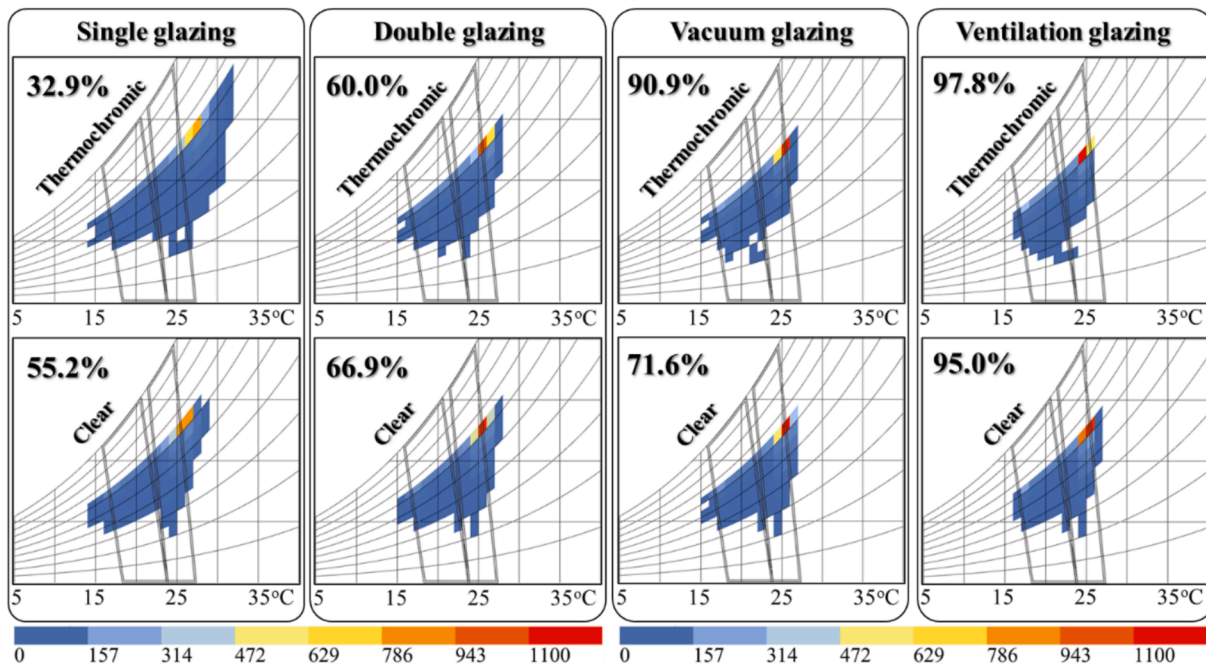 Single glazing
Double glazing
Vacuum glazing
Ventilation glazing
32.9%
Thermochromic
60.0%
Thermochromic
90.9%
Thermochromic
97.8%
Thermochromic
5 15 25 35°C
5 15 25 35°C
5 15 25 35°C
5 15 25 35°C
55.2%
Clear
66.9%
Clear
71.6%
Clear
95.0%
Clear
5 15 25 35°C
5 15 25 35°C
5 15 25 35°C
5 15 25 35°C
0 157 314 472 629 786 943 1100
0 157 314 472 629 786 943 1100